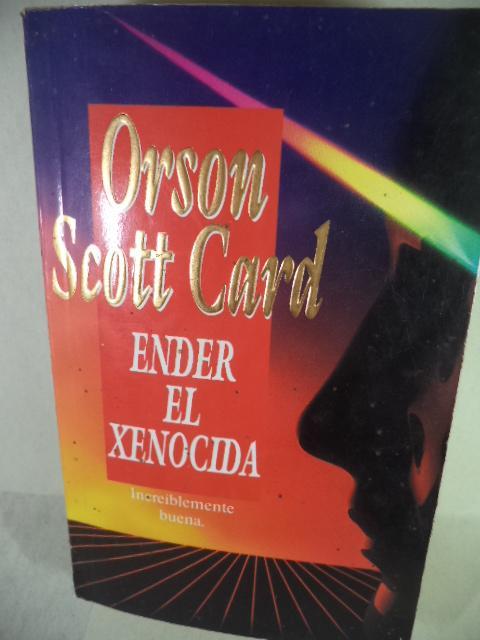 Orson
Scott Card
ENDER
EL
XENOCIDA
Increiblemente
buena.